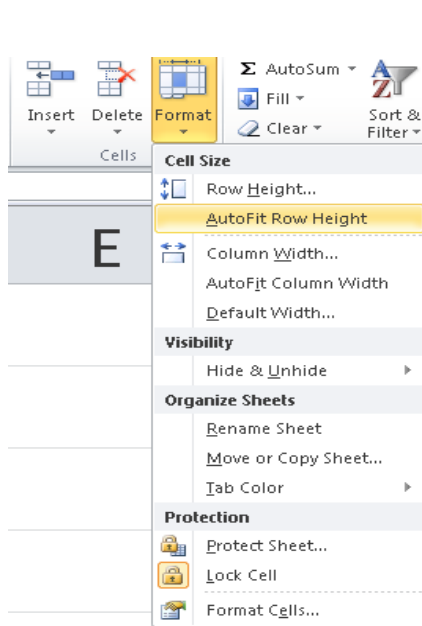 Σ AutoSum
Fill
Clear
Insert Delete Format
Sort &
Filter
Cells
E
Cell Size
Row Height...
AutoFit Row Height
Column Width...
AutoFit Column Width
Default Width...
Visibility
Hide & Unhide
Organize Sheets
Rename Sheet
Move or Copy Sheet...
Tab Color
Protection
Protect Sheet...
Lock Cell
Format Cells...